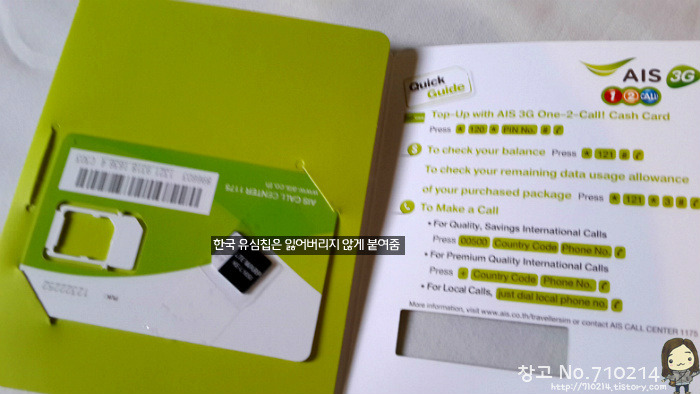 AIS CALL CENTER 1175
www.ais.co.th
한국 유심칩은 잃어버리지 않게 붙여줌
Quick
Guide
AIS 3G
1 2 CALL!
Top-Up with AIS 3G One-2-Call! Cash Card
Press * 120 * PIN No. #
To check your balance Press * 121 #
To check your remaining data usage allowance
of your purchased package Press * 121 * 3 #
To Make a Call
• For Quality, Savings International Calls
Press 00500 Country Code Phone No.
• For Premium Quality International Calls
Press + Country Code Phone No.
• For Local Calls, just dial local phone no.
More information, visit www.ais.co.th/travellersim or contact AIS CALL CENTER 1175
창고 No.710214
http://710214.tistory.com/